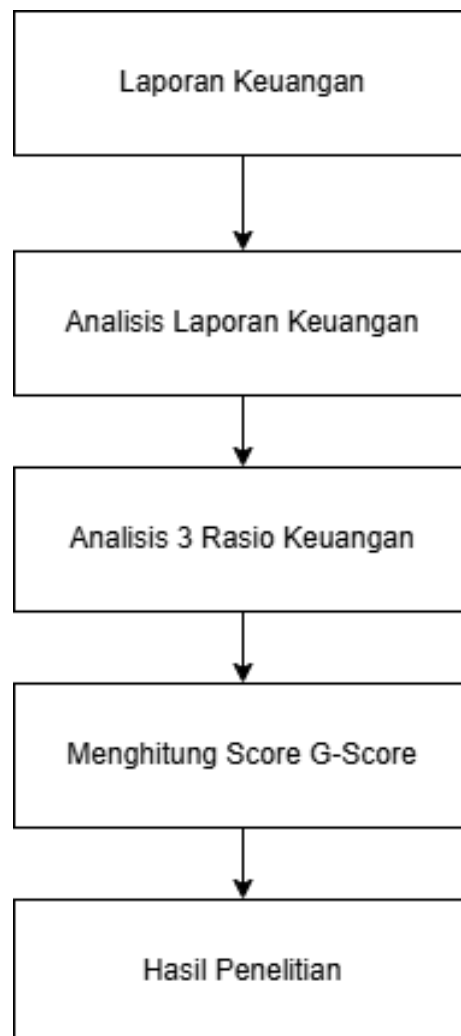 Laporan Keuangan
Analisis Laporan Keuangan
Analisis 3 Rasio Keuangan
Menghitung Score G-Score
Hasil Penelitian